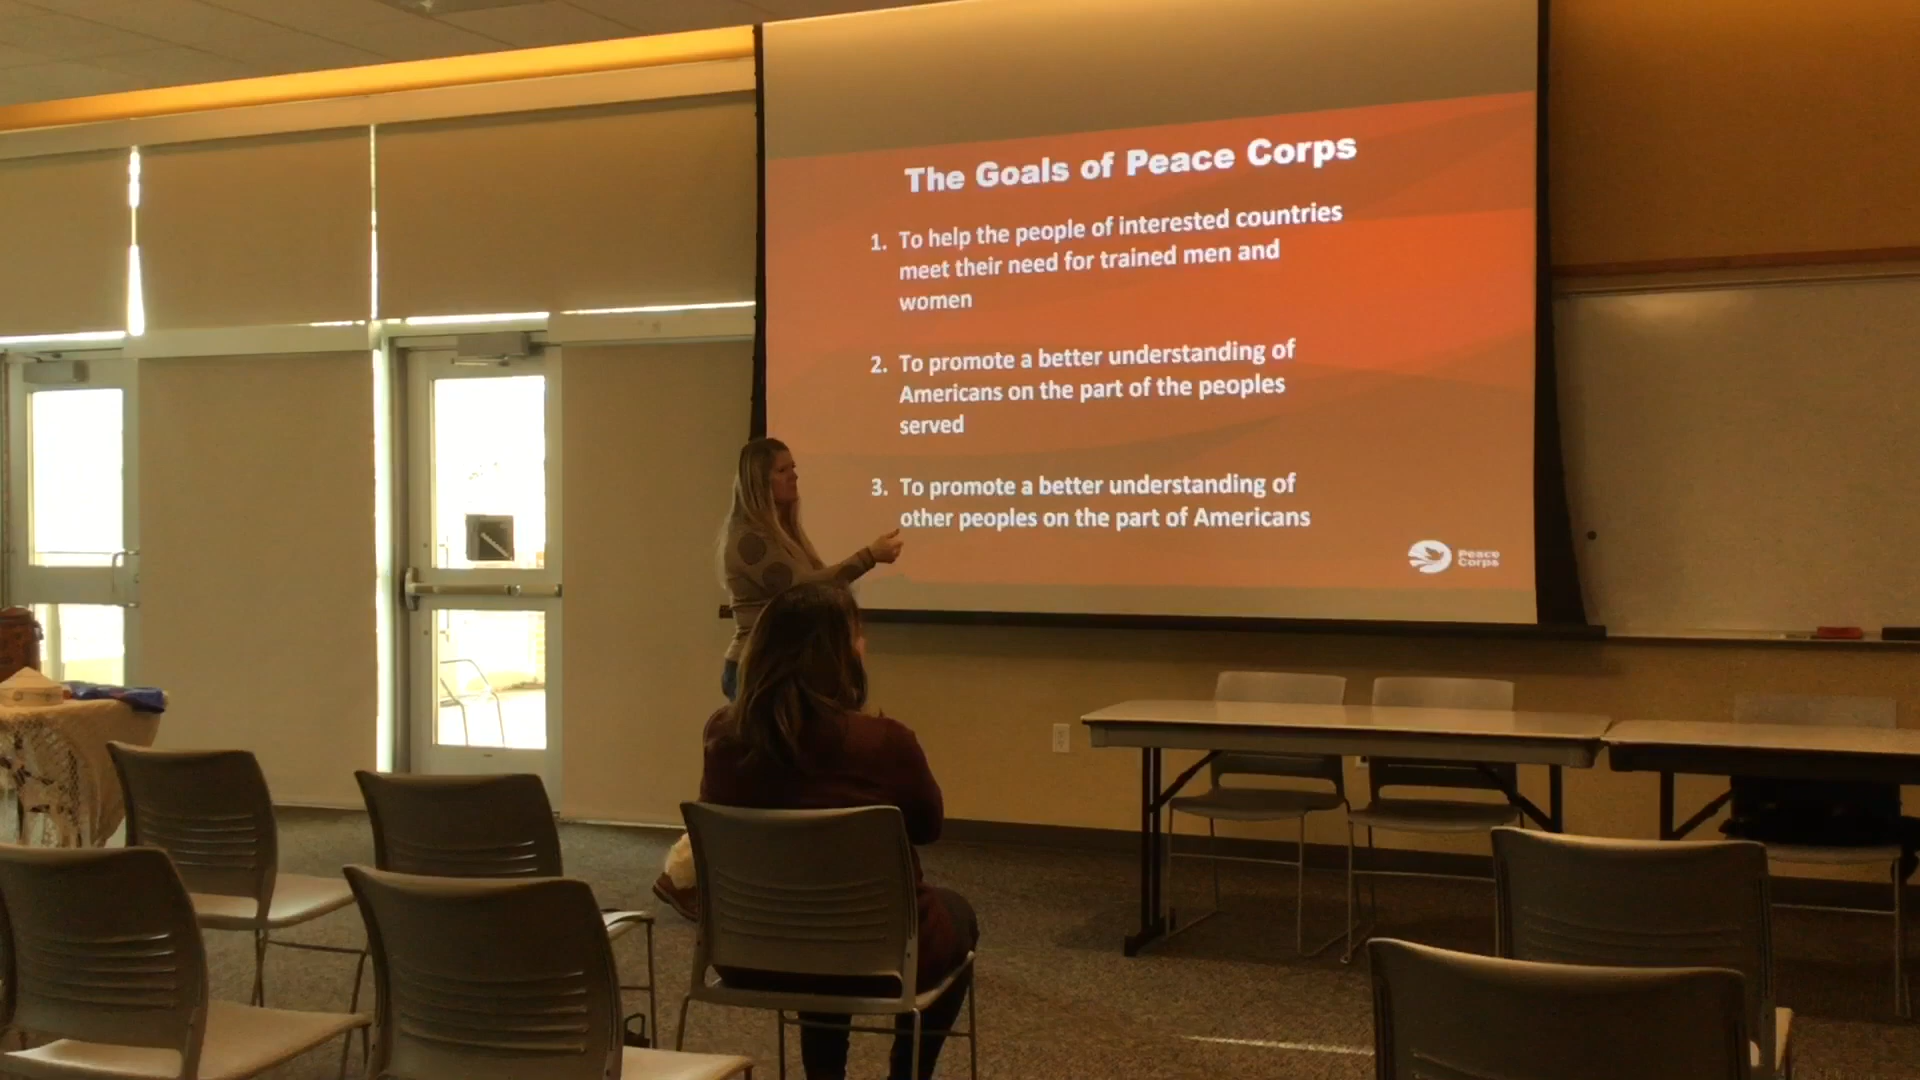 The Goals of Peace Corps
1. To help the people of interested countries
meet their need for trained men and
women
2. To promote a better understanding of
Americans on the part of the peoples
served
3. To promote a better understanding of
other peoples on the part of Americans
Peace
Corps